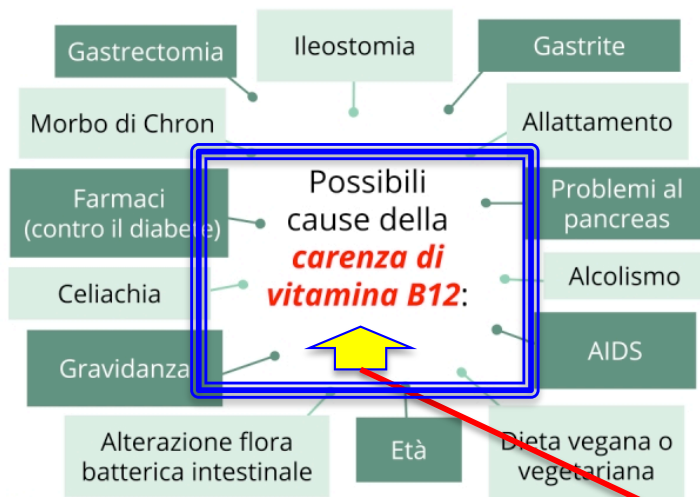 Gastrectomia
Ileostomia
Gastrite
Morbo di Chron
Allattamento
Possibili
cause della
carenza di
vitamina B12:
Farmaci
(contro il diabete)
Problemi al
pancreas
Celiachia
Alcolismo
Gravidanza
AIDS
Alterazione flora
batterica intestinale
Età
Dieta vegana o
vegetariana